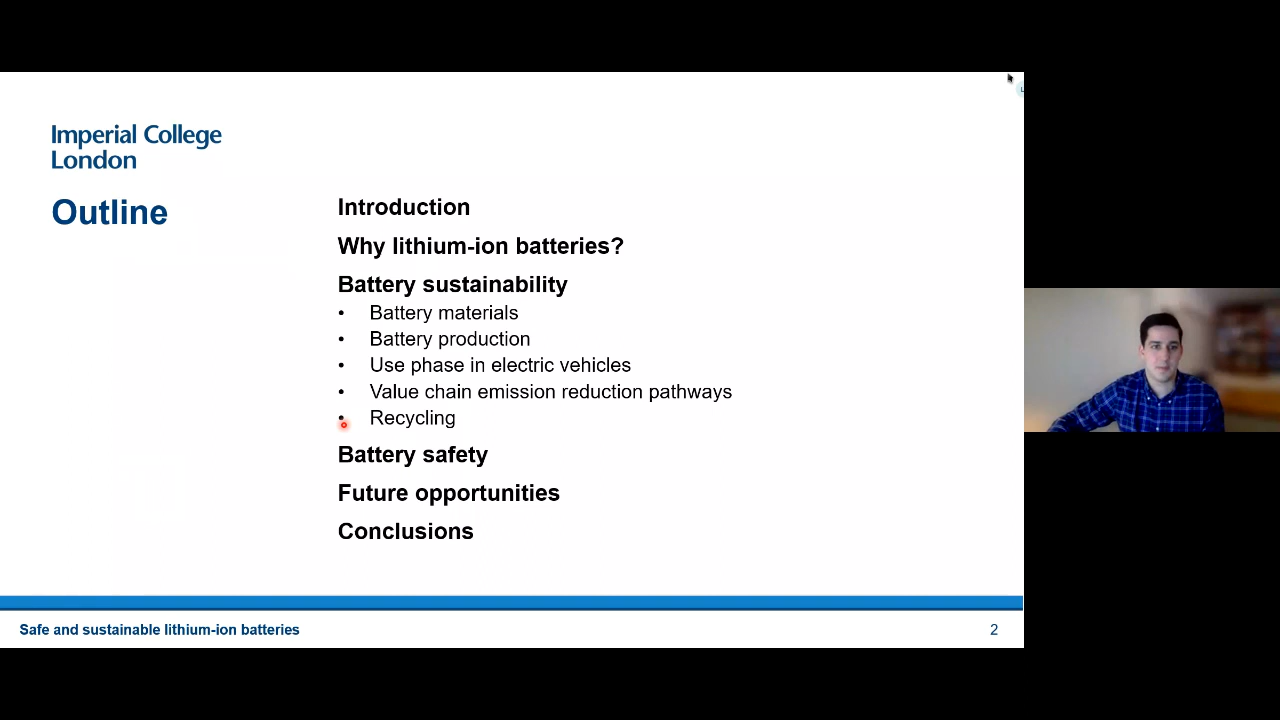 Imperial College
London
Outline
Introduction
Why lithium-ion batteries?
Battery sustainability
• Battery materials
• Battery production
• Use phase in electric vehicles
• Value chain emission reduction pathways
• Recycling
Battery safety
Future opportunities
Conclusions
Safe and sustainable lithium-ion batteries
2